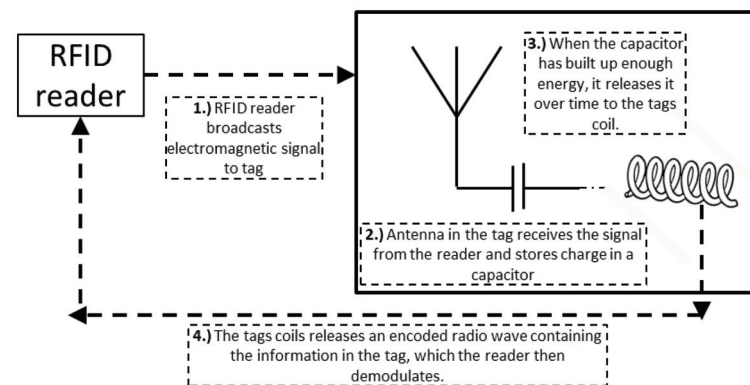 RFID
reader
1.) RFID reader
broadcasts
electromagnetic signal
to tag
3.) When the capacitor
has built up enough
energy, it releases it
over time to the tags
coil.
2.) Antenna in the tag receives the signal
from the reader and stores charge in a
capacitor
4.) The tags coils releases an encoded radio wave containing
the information in the tag, which the reader then
demodulates.